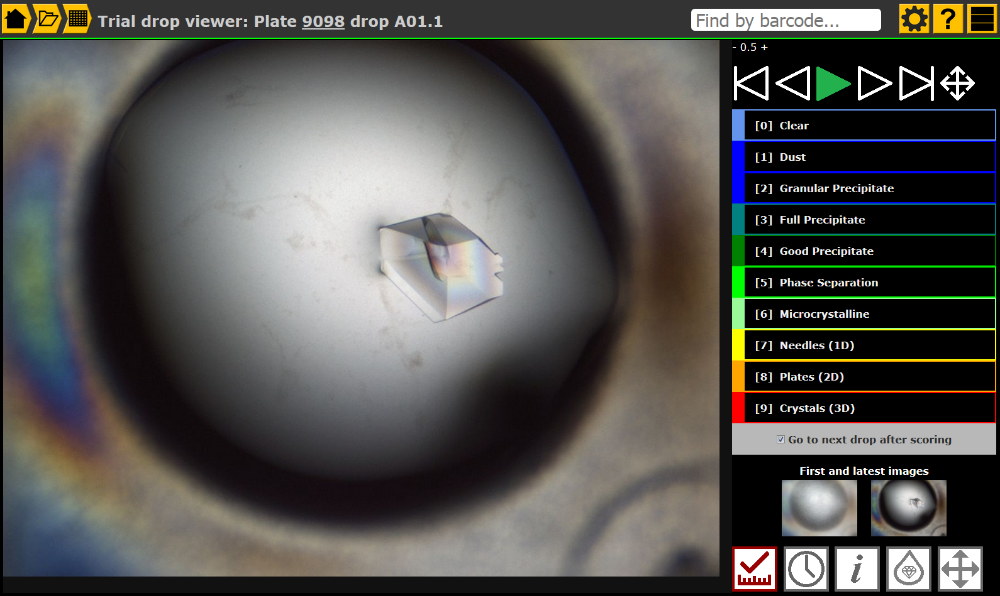 Trial drop viewer: Plate 9098 drop A01.1
Find by barcode...
?
- 0.5 +
[0] Clear
[1] Dust
[2] Granular Precipitate
[3] Full Precipitate
[4] Good Precipitate
[5] Phase Separation
[6] Microcrystalline
[7] Needles (1D)
[8] Plates (2D)
[9] Crystals (3D)
Go to next drop after scoring
First and latest images
i